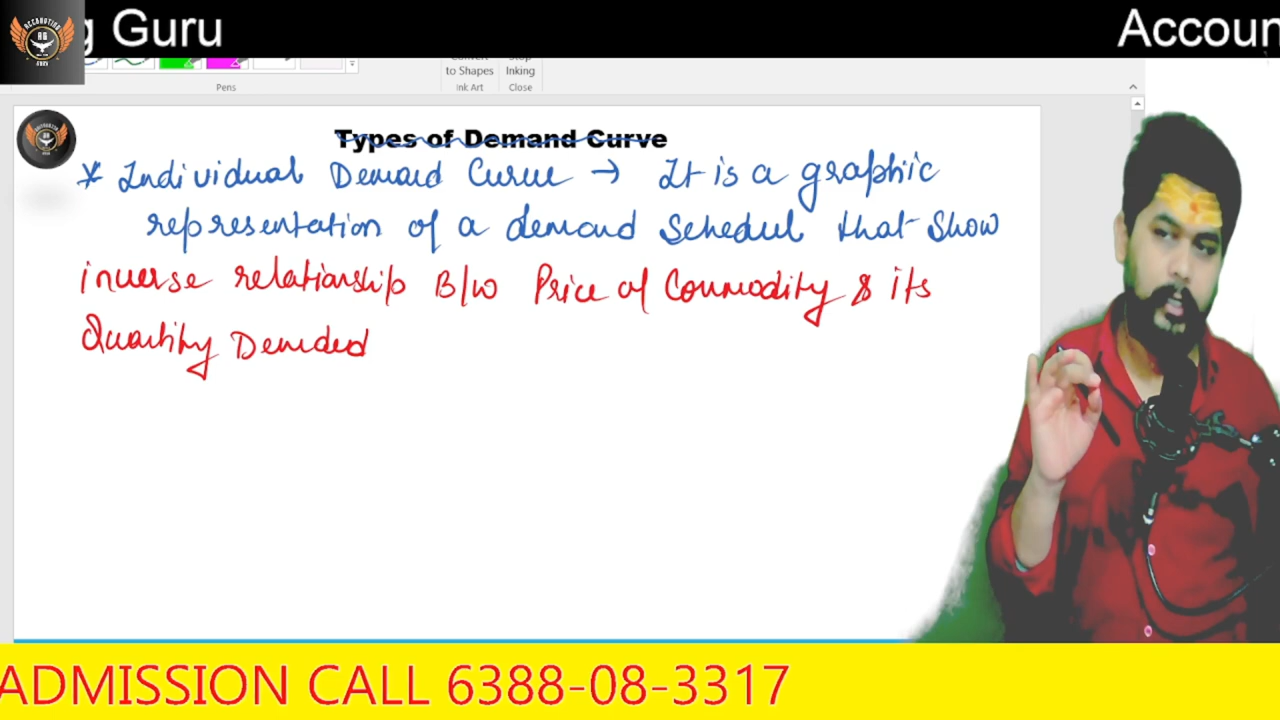 g Guru
Accoun
to Shapes
Inking
Pens
Ink Art
Close
Types of Demand Curve
* Individual Demand Curve → It is a graphic
representation of a demand Schedul that Show
inverse relationship B/w Price of Commodity & its
Quantity Demded
ADMISSION CALL 6388-08-3317